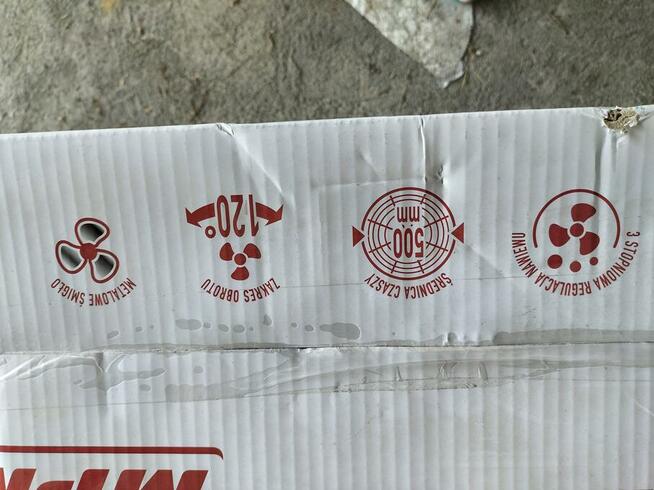 3 STOPNIOWA REGULACJA NAWIEWU
500
mm
ŚREDNICA CZASZY
120°
ZAKRES OBROTU
METALOWE ŚMIGŁO